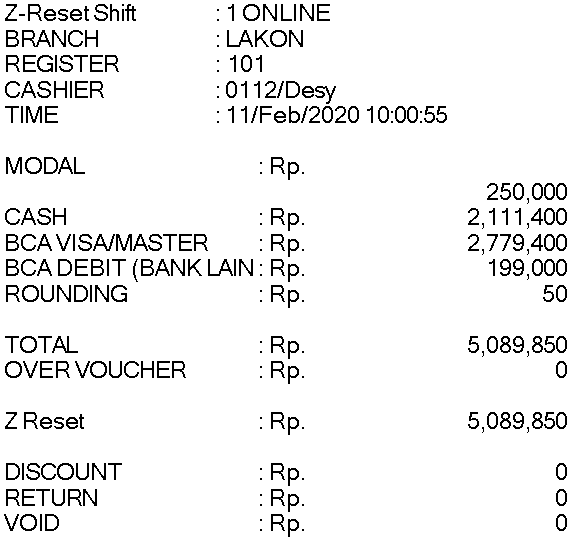 Z-Reset Shift : 1 ONLINE
BRANCH : LAKON
REGISTER : 101
CASHIER : 0112/Desy
TIME : 11/Feb/2020 10:00:55
MODAL : Rp.
250,000
CASH : Rp. 2,111,400
BCA VISA/MASTER : Rp. 2,779,400
BCA DEBIT (BANK LAIN : Rp. 199,000
ROUNDING : Rp. 50
TOTAL : Rp. 5,089,850
OVER VOUCHER : Rp. 0
Z Reset : Rp. 5,089,850
DISCOUNT : Rp. 0
RETURN : Rp. 0
VOID : Rp. 0